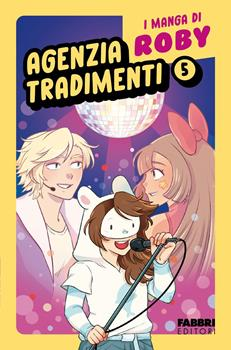 I MANGA DI
ROBY
AGENZIA
TRADIMENTI 5
FABBRI
EDITORI